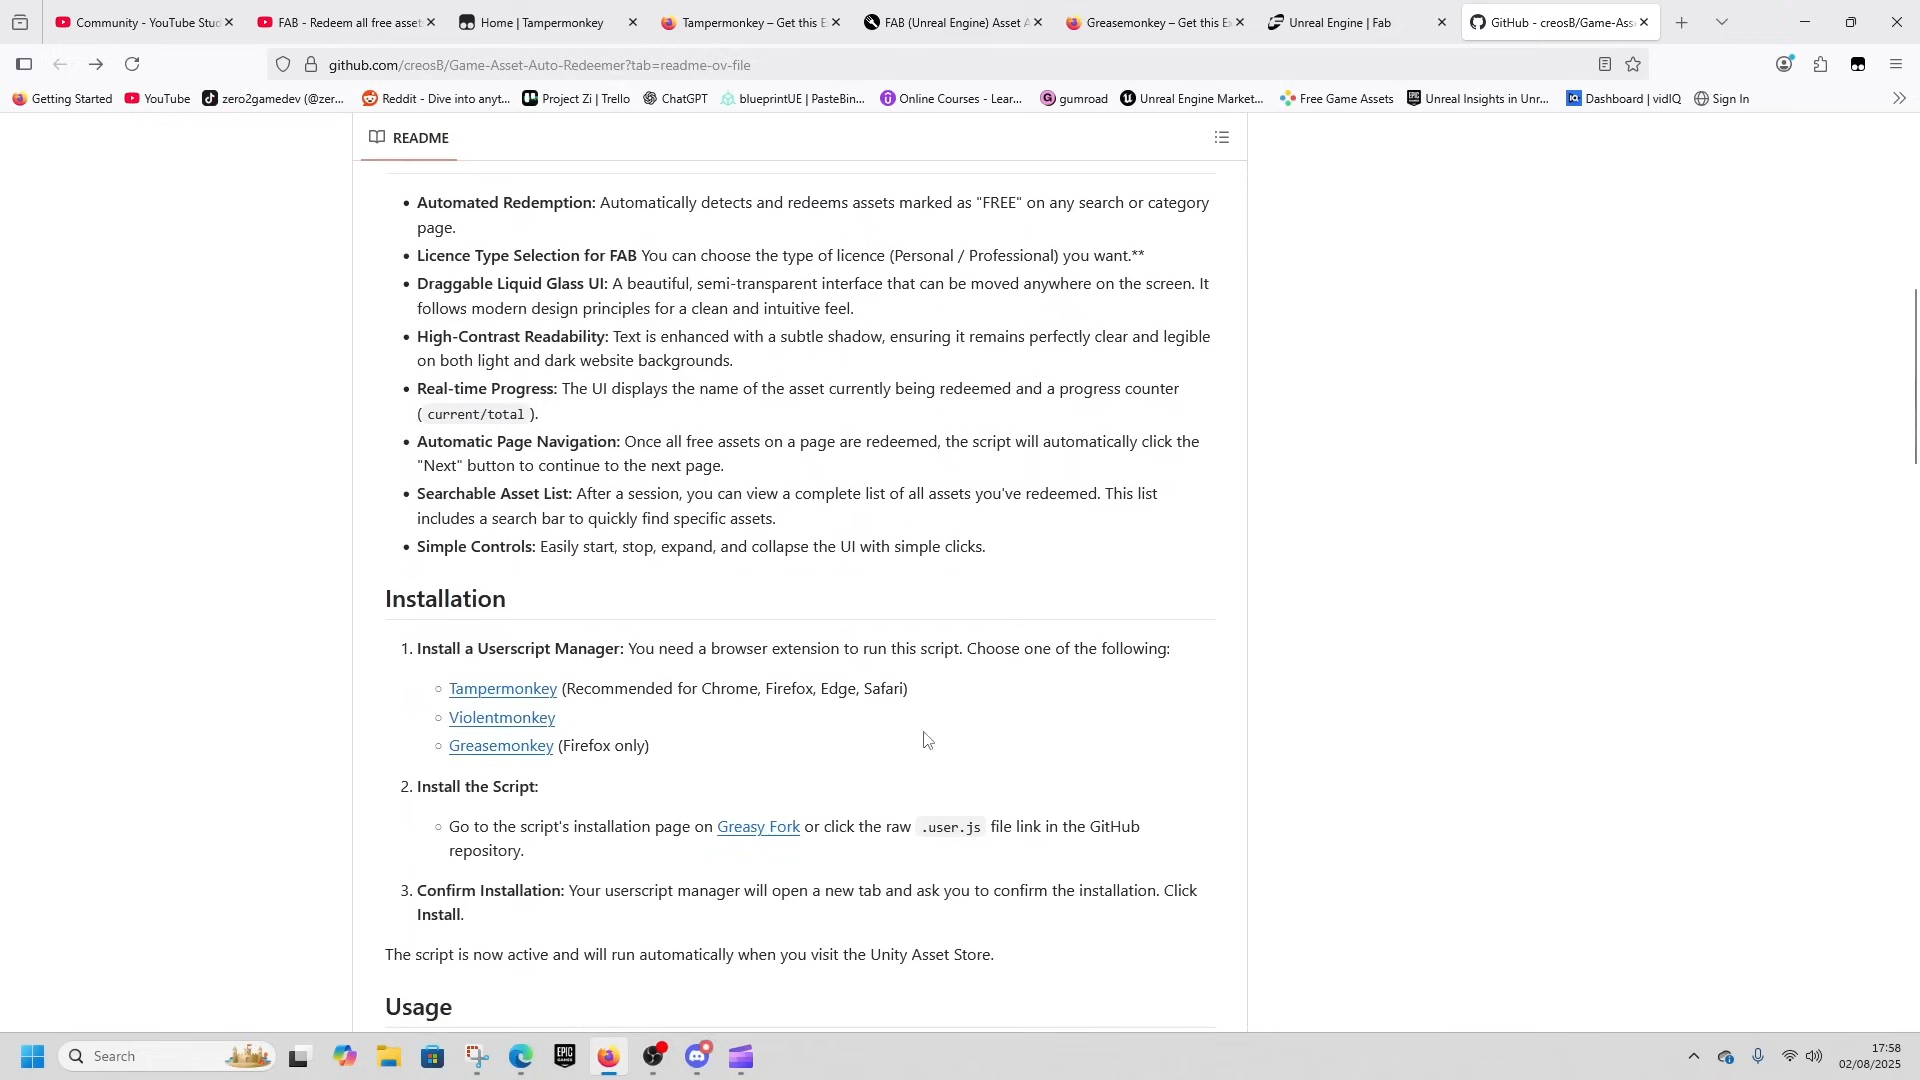 Community - YouTube Stud
FAB - Redeem all free asset
Home | Tampermonkey
Tampermonkey – Get this E
FAB (Unreal Engine) Asset A
Greasemonkey – Get this Ex
Unreal Engine | Fab
GitHub - creosB/Game-Ass
github.com/creosB/Game-Asset-Auto-Redeemer?tab=readme-ov-file
Getting Started
YouTube
zero2gamedev (@zer...
Reddit - Dive into anyt...
Project Zi | Trello
ChatGPT
blueprintUE | PasteBin...
Online Courses - Lear...
gumroad
Unreal Engine Market...
Free Game Assets
Unreal Insights in Unr...
Dashboard | vidIQ
Sign In
README
• Automated Redemption: Automatically detects and redeems assets marked as "FREE" on any search or category
page.
• Licence Type Selection for FAB You can choose the type of licence (Personal / Professional) you want.**
• Draggable Liquid Glass UI: A beautiful, semi-transparent interface that can be moved anywhere on the screen. It
follows modern design principles for a clean and intuitive feel.
• High-Contrast Readability: Text is enhanced with a subtle shadow, ensuring it remains perfectly clear and legible
on both light and dark website backgrounds.
• Real-time Progress: The UI displays the name of the asset currently being redeemed and a progress counter
( current/total ).
• Automatic Page Navigation: Once all free assets on a page are redeemed, the script will automatically click the
"Next" button to continue to the next page.
• Searchable Asset List: After a session, you can view a complete list of all assets you've redeemed. This list
includes a search bar to quickly find specific assets.
• Simple Controls: Easily start, stop, expand, and collapse the UI with simple clicks.
Installation
1. Install a Userscript Manager: You need a browser extension to run this script. Choose one of the following:
○ Tampermonkey (Recommended for Chrome, Firefox, Edge, Safari)
○ Violentmonkey
○ Greasemonkey (Firefox only)
2. Install the Script:
○ Go to the script's installation page on Greasy Fork or click the raw .user.js file link in the GitHub
repository.
3. Confirm Installation: Your userscript manager will open a new tab and ask you to confirm the installation. Click
Install.
The script is now active and will run automatically when you visit the Unity Asset Store.
Usage
Search
EPIC
GAMES
17:58
02/08/2025